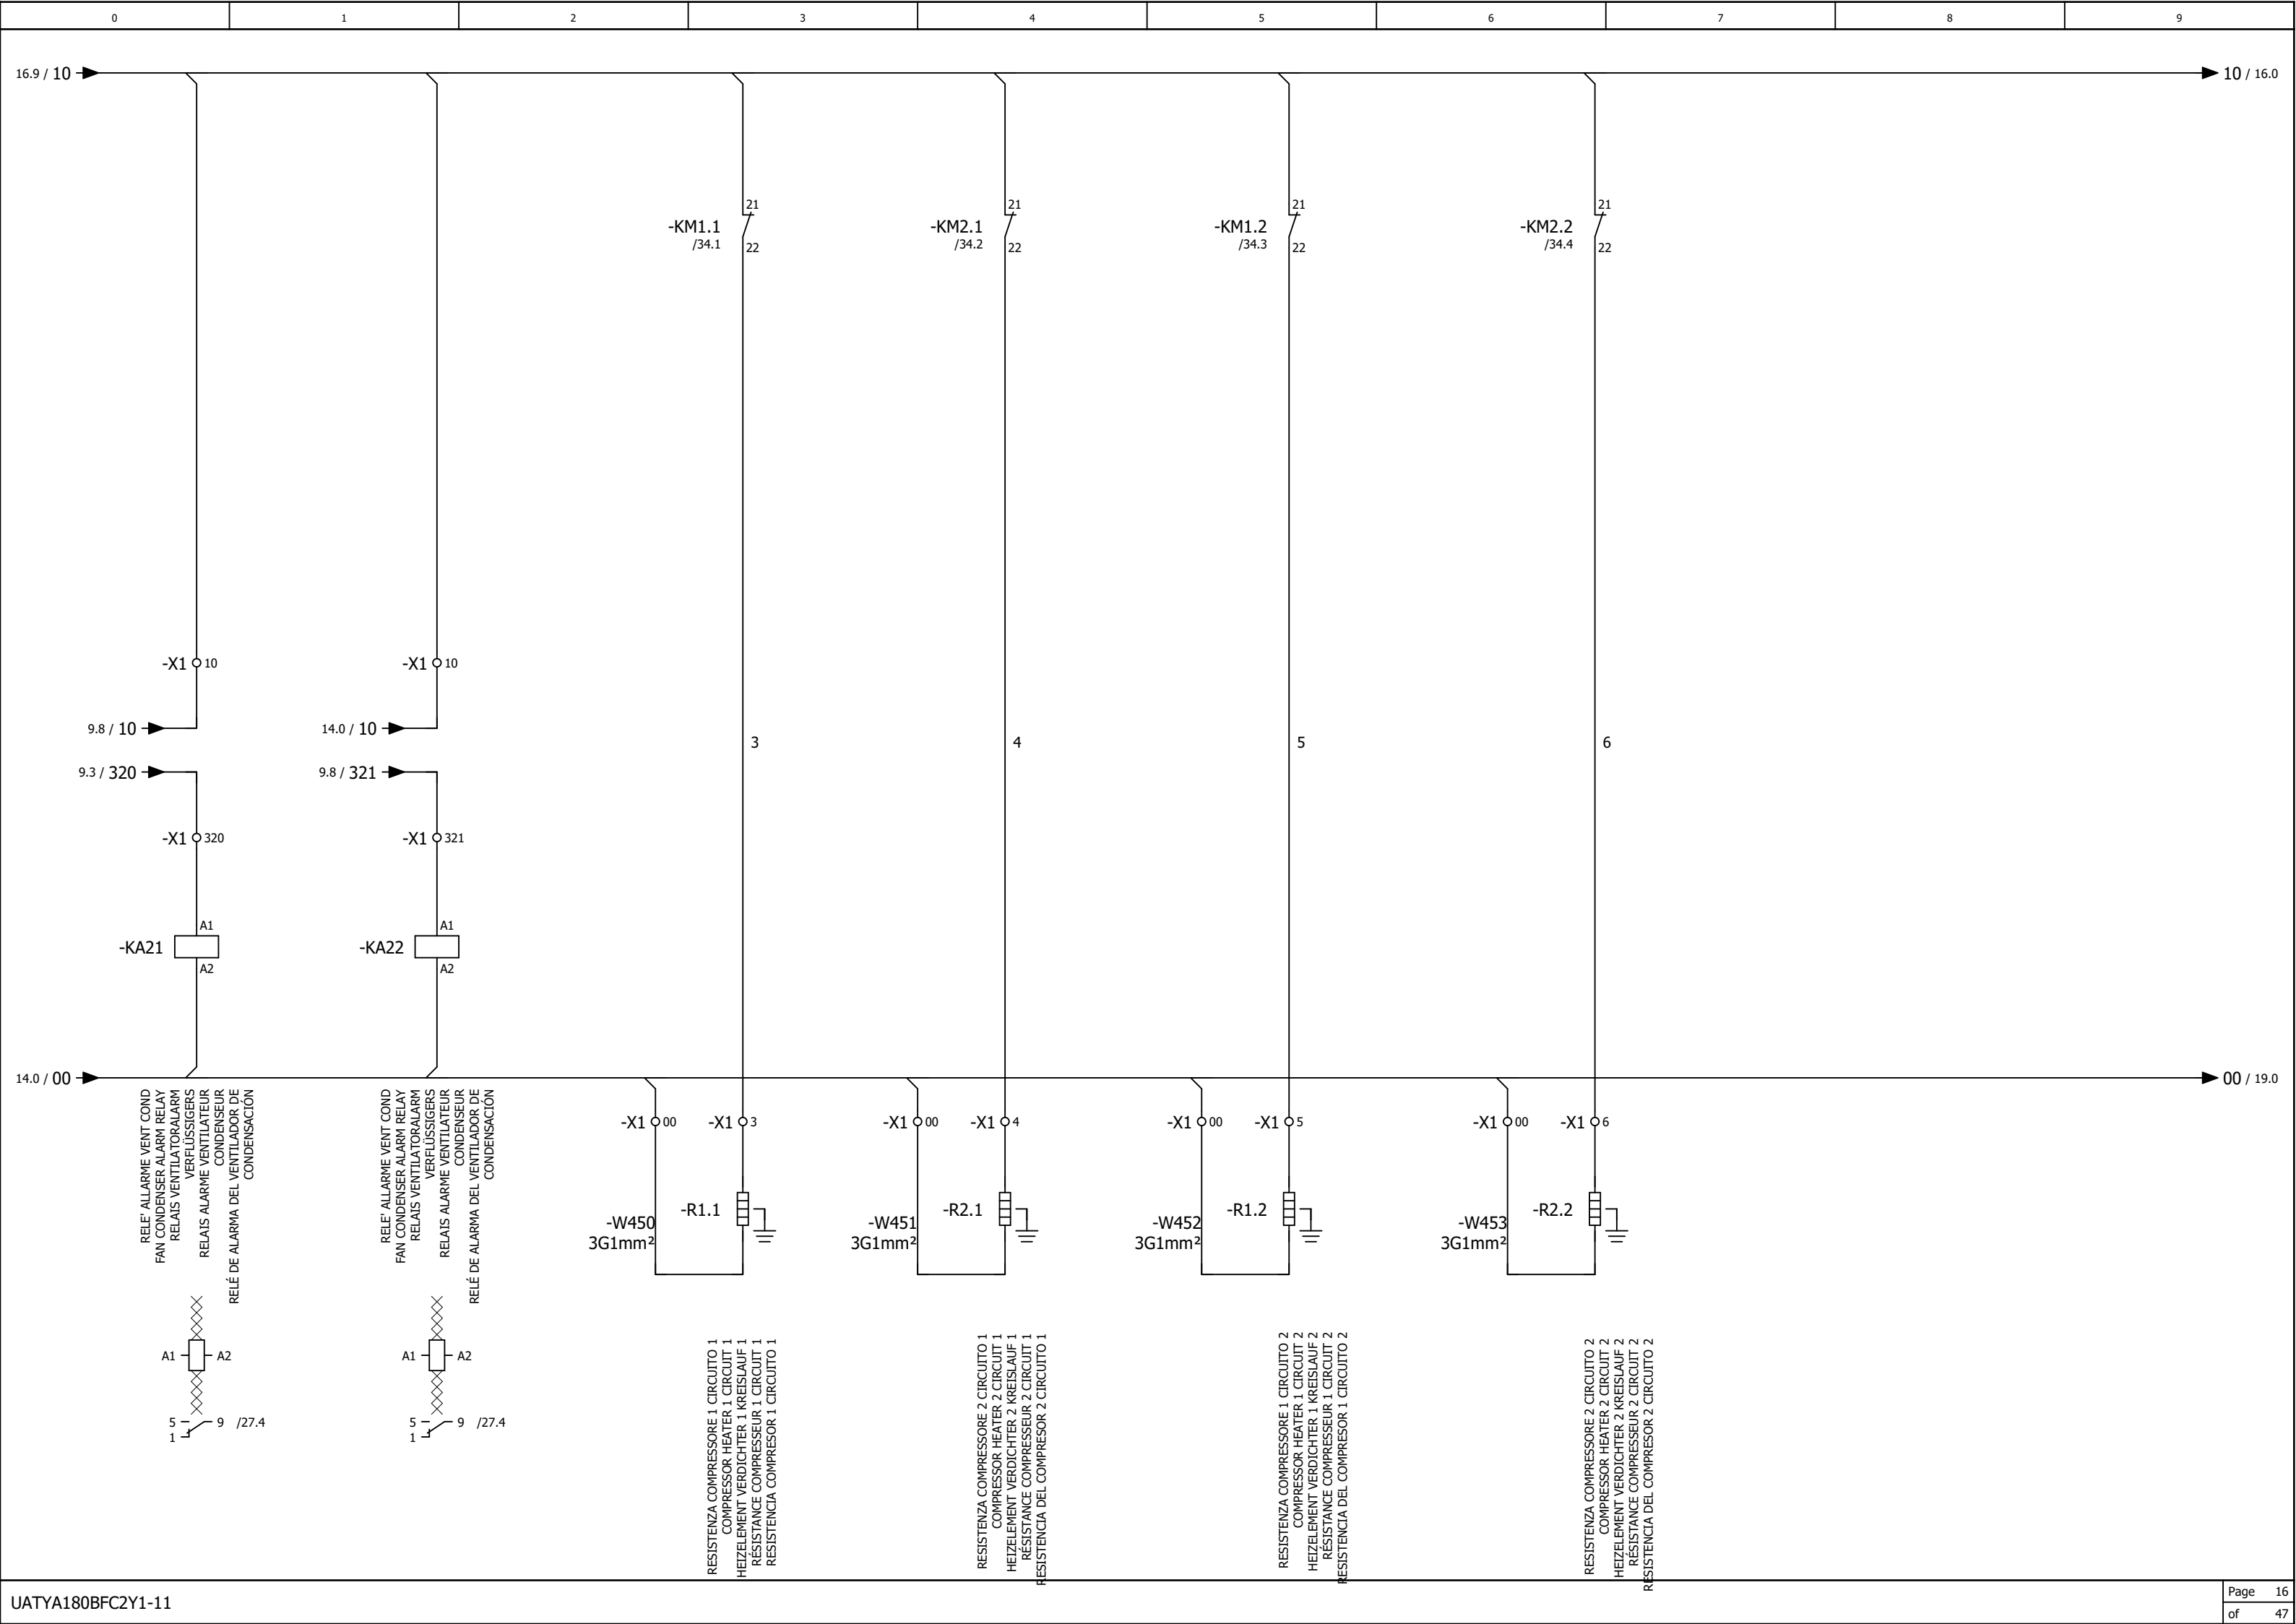 0 1 2 3 4 5 6 7 8 9
16.9 / 10
10 / 16.0
-KM1.1
/34.1
21
22
-KM2.1
/34.2
21
22
-KM1.2
/34.3
21
22
-KM2.2
/34.4
21
22
-X1 10
-X1 10
9.8 / 10
14.0 / 10
3
4
5
6
9.3 / 320
9.8 / 321
-X1 320
-X1 321
-KA21
A1
A2
-KA22
A1
A2
14.0 / 00
00 / 19.0
RELE' ALLARME VENT COND
FAN CONDENSER ALARM RELAY
RELAIS VENTILATORALARM
VERFLÜSSIGERS
RELAIS ALARME VENTILATEUR
CONDENSEUR
RELÉ DE ALARMA DEL VENTILADOR DE
CONDENSACIÓN
RELE' ALLARME VENT COND
FAN CONDENSER ALARM RELAY
RELAIS VENTILATORALARM
VERFLÜSSIGERS
RELAIS ALARME VENTILATEUR
CONDENSEUR
RELÉ DE ALARMA DEL VENTILADOR DE
CONDENSACIÓN
-X1 00
-X1 3
-X1 00
-X1 4
-X1 00
-X1 5
-X1 00
-X1 6
-W450
3G1mm²
-R1.1
-W451
3G1mm²
-R2.1
-W452
3G1mm²
-R1.2
-W453
3G1mm²
-R2.2
A1 A2
5 9 /27.4
1
A1 A2
5 9 /27.4
1
RESISTENZA COMPRESSORE 1 CIRCUITO 1
COMPRESSOR HEATER 1 CIRCUIT 1
HEIZELEMENT VERDICHTER 1 KREISLAUF 1
RÉSISTANCE COMPRESSEUR 1 CIRCUIT 1
RESISTENCIA COMPRESOR 1 CIRCUITO 1
RESISTENZA COMPRESSORE 2 CIRCUITO 1
COMPRESSOR HEATER 2 CIRCUIT 1
HEIZELEMENT VERDICHTER 2 KREISLAUF 1
RÉSISTANCE COMPRESSEUR 2 CIRCUIT 1
RESISTENCIA DEL COMPRESOR 2 CIRCUITO 1
RESISTENZA COMPRESSORE 1 CIRCUITO 2
COMPRESSOR HEATER 1 CIRCUIT 2
HEIZELEMENT VERDICHTER 1 KREISLAUF 2
RÉSISTANCE COMPRESSEUR 1 CIRCUIT 2
RESISTENCIA DEL COMPRESOR 1 CIRCUITO 2
RESISTENZA COMPRESSORE 2 CIRCUITO 2
COMPRESSOR HEATER 2 CIRCUIT 2
HEIZELEMENT VERDICHTER 2 KREISLAUF 2
RÉSISTANCE COMPRESSEUR 2 CIRCUIT 2
RESISTENCIA DEL COMPRESOR 2 CIRCUITO 2
UATYA180BFC2Y1-11
Page 16
of 47